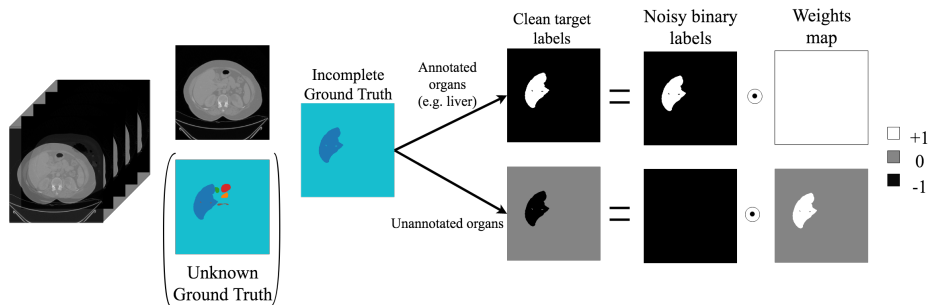 Clean target
labels
Noisy binary
labels
Weights
map
Incomplete
Ground Truth
Annotated
organs
(e.g. liver)
=
+1
0
-1
Unannotated organs
=
Unknown
Ground Truth